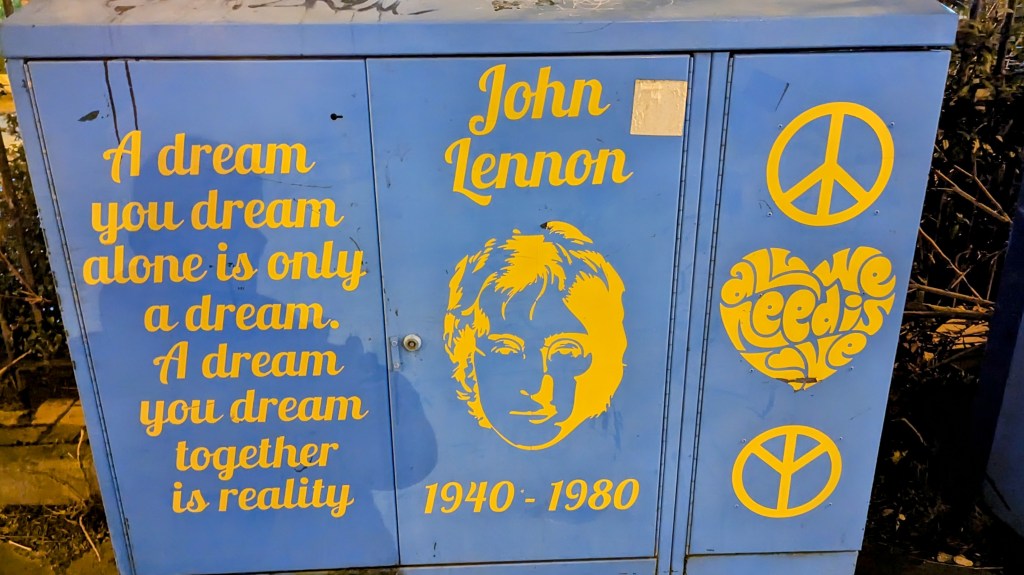 A dream
you dream
alone is only
a dream.
A dream
you dream
together
is reality
John
Lennon
1940 - 1980
ALL WE
NEED IS
LOVE